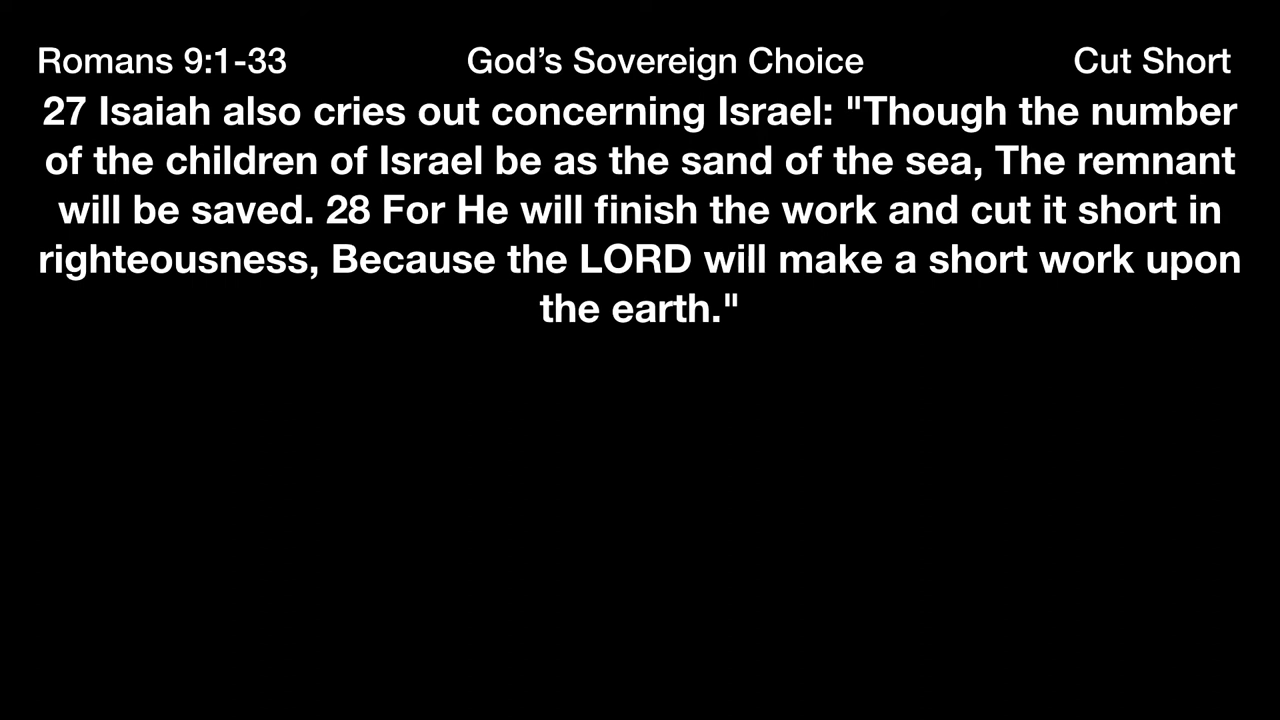 Romans 9:1-33 God’s Sovereign Choice Cut Short
27 Isaiah also cries out concerning Israel: "Though the number
of the children of Israel be as the sand of the sea, The remnant
will be saved. 28 For He will finish the work and cut it short in
righteousness, Because the LORD will make a short work upon
the earth."